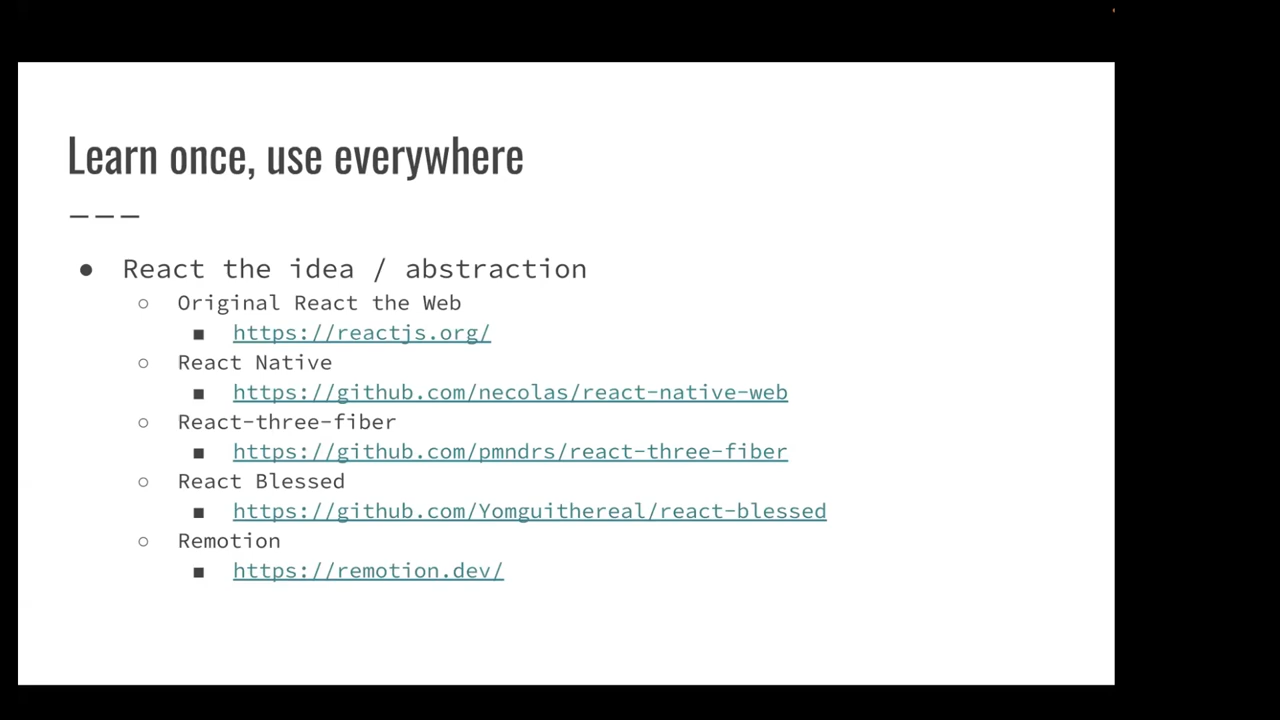 Learn once, use everywhere
● React the idea / abstraction
○ Original React the Web
■ https://reactjs.org/
○ React Native
■ https://github.com/necolas/react-native-web
○ React-three-fiber
■ https://github.com/pmndrs/react-three-fiber
○ React Blessed
■ https://github.com/Yomguithereal/react-blessed
○ Remotion
■ https://remotion.dev/